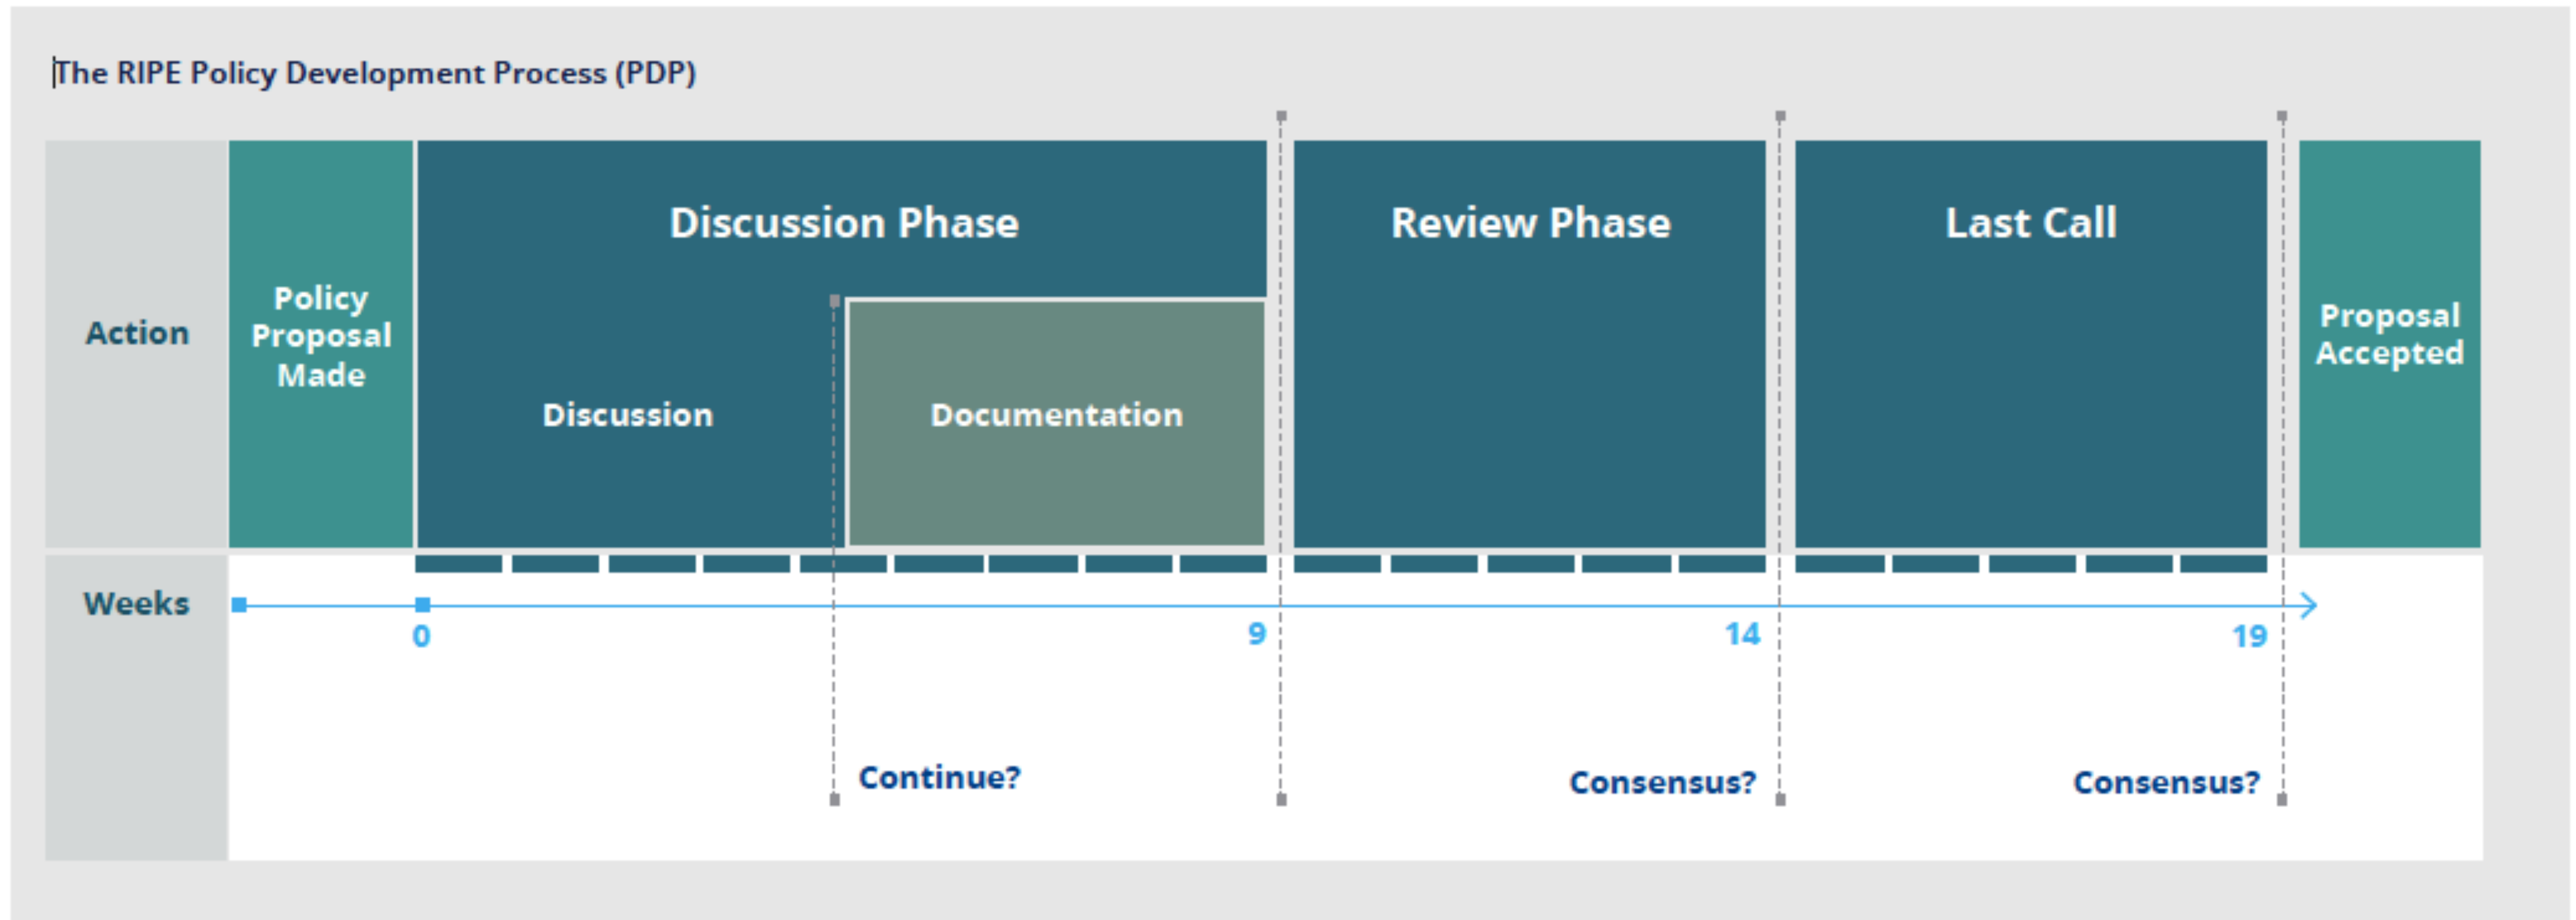 The RIPE Policy Development Process (PDP)
Action
Policy
Proposal
Made
Discussion Phase
Discussion
Documentation
Review Phase
Last Call
Proposal
Accepted
Weeks
0
9
14
19
Continue?
Consensus?
Consensus?